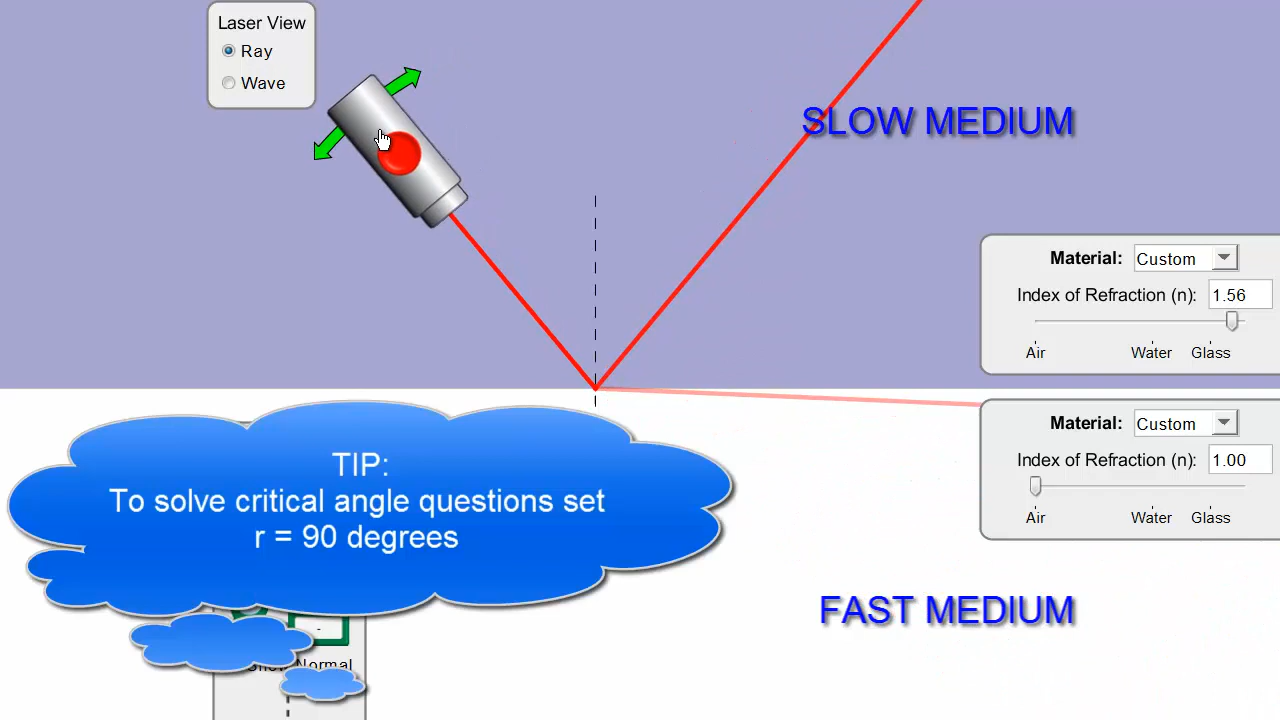 Laser View
Ray
Wave
SLOW MEDIUM
Material: Custom
Index of Refraction (n): 1.56
Air Water Glass
Material: Custom
Index of Refraction (n): 1.00
Air Water Glass
TIP:
To solve critical angle questions set
r = 90 degrees
FAST MEDIUM
Normal